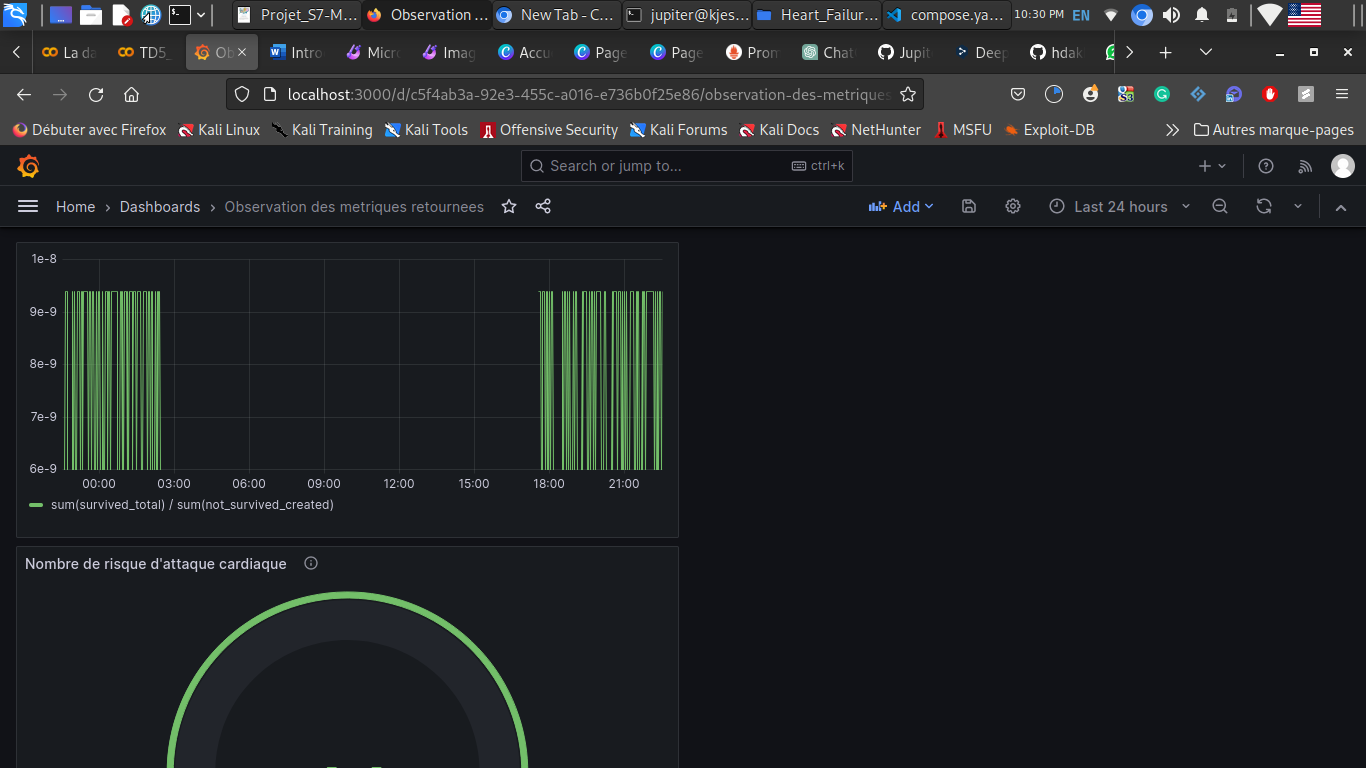 Projet_S7-M... Observation ... New Tab - C... jupiter@kjes... Heart_Failur... compose.ya... 10:30 PM EN
La da TD5_ Ob Intro Micro Imag Accu Page Page Pron Chat Jupit Deep hdak
localhost:3000/d/c5f4ab3a-92e3-455c-a016-e736b0f25e86/observation-des-metriques
Débuter avec Firefox Kali Linux Kali Training Kali Tools Offensive Security Kali Forums Kali Docs NetHunter MSFU Exploit-DB Autres marque-pages
Search or jump to... ctrl+k
Home › Dashboards › Observation des metriques retournees Add Last 24 hours
1e-8
9e-9
8e-9
7e-9
6e-9
00:00 03:00 06:00 09:00 12:00 15:00 18:00 21:00
sum(survived_total) / sum(not_survived_created)
Nombre de risque d'attaque cardiaque